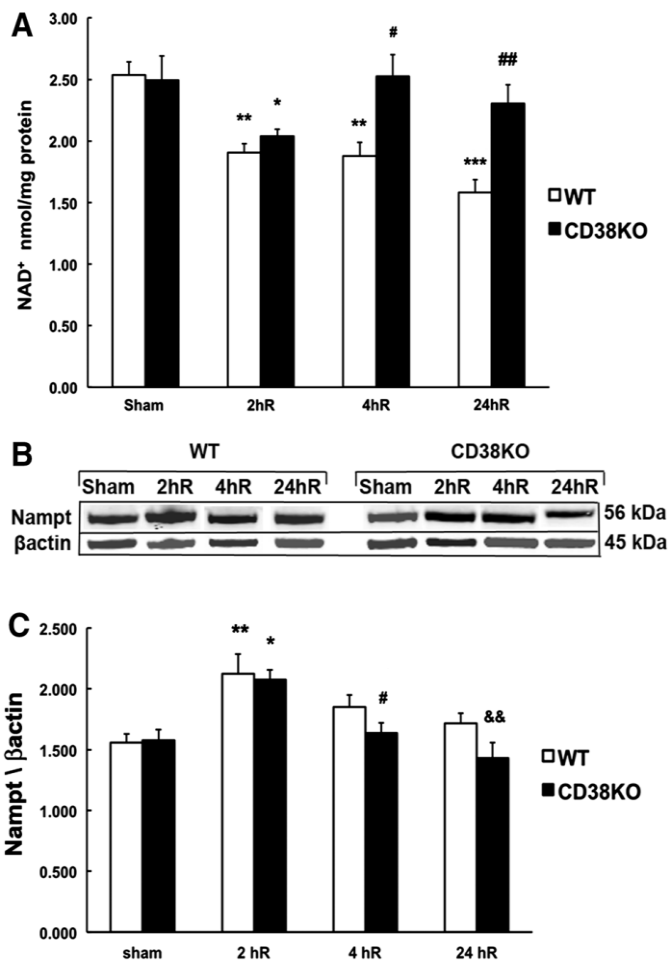 A
3.00
2.50
2.00
1.50
1.00
0.50
0.00
NAD⁺ nmol/mg protein
** * ** # *** ##
Sham 2hR 4hR 24hR
WT
CD38KO
B
WT CD38KO
Sham 2hR 4hR 24hR Sham 2hR 4hR 24hR
Nampt 56 kDa
βactin 45 kDa
C
2.500
2.000
1.500
1.000
0.500
0.000
Nampt \ βactin
** * # &&
sham 2 hR 4 hR 24 hR
WT
CD38KO